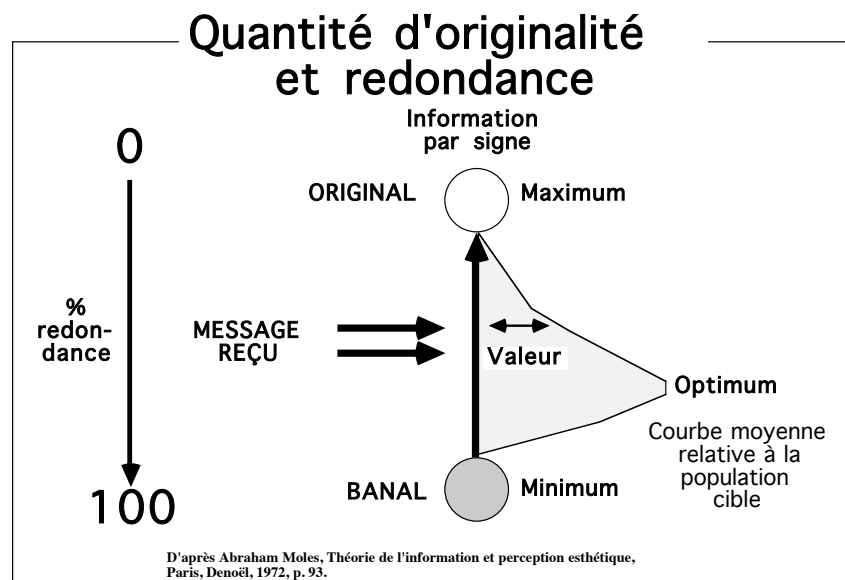 Quantité d'originalité
et redondance
Information
par signe
0
ORIGINAL
Maximum
%
redon-
dance
MESSAGE
REÇU
Valeur
Optimum
Courbe moyenne
relative à la
population
cible
100
BANAL
Minimum
D'après Abraham Moles, Théorie de l'information et perception esthétique,
Paris, Denoël, 1972, p. 93.